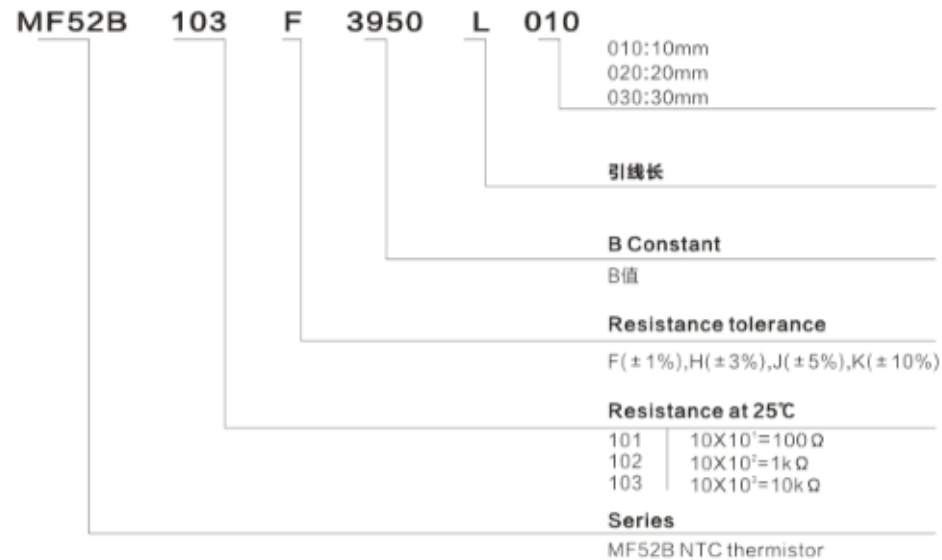 MF52B 103 F 3950 L 010
010:10mm
020:20mm
030:30mm
引线长
B Constant
B值
Resistance tolerance
F(±1%),H(±3%),J(±5%),K(±10%)
Resistance at 25℃
101 10X10¹=100Ω
102 10X10²=1kΩ
103 10X10³=10kΩ
Series
MF52B NTC thermistor